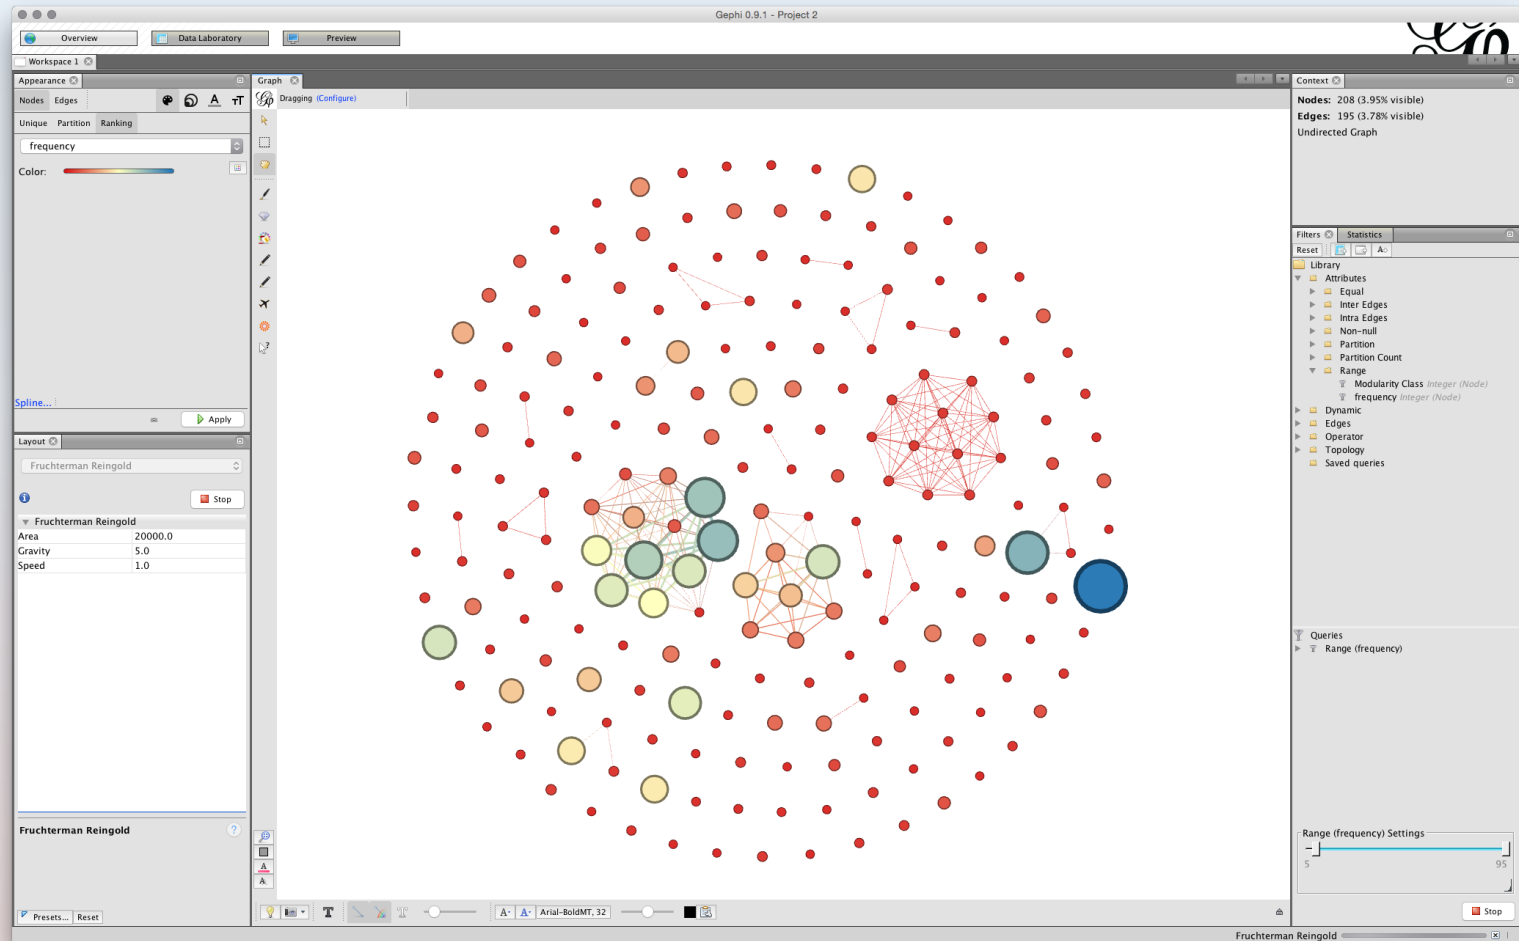 Gephi 0.9.1 - Project 2
Overview
Data Laboratory
Preview
Workspace 1
Appearance
Nodes
Edges
A
TT
Unique
Partition
Ranking
frequency
Color:
Spline...
Apply
Layout
Fruchterman Reingold
Stop
Fruchterman Reingold
Area 20000.0
Gravity 5.0
Speed 1.0
Fruchterman Reingold
?
Presets...
Reset
Graph
Dragging (Configure)
T
A-
A-
Arial-BoldMT, 32
Context
Nodes: 208 (3.95% visible)
Edges: 195 (3.78% visible)
Undirected Graph
Filters
Statistics
Reset
Library
Attributes
Equal
Inter Edges
Intra Edges
Non-null
Partition
Partition Count
Range
Modularity Class Integer (Node)
frequency Integer (Node)
Dynamic
Edges
Operator
Topology
Saved queries
Queries
Range (frequency)
Range (frequency) Settings
5
95
Stop
Fruchterman Reingold